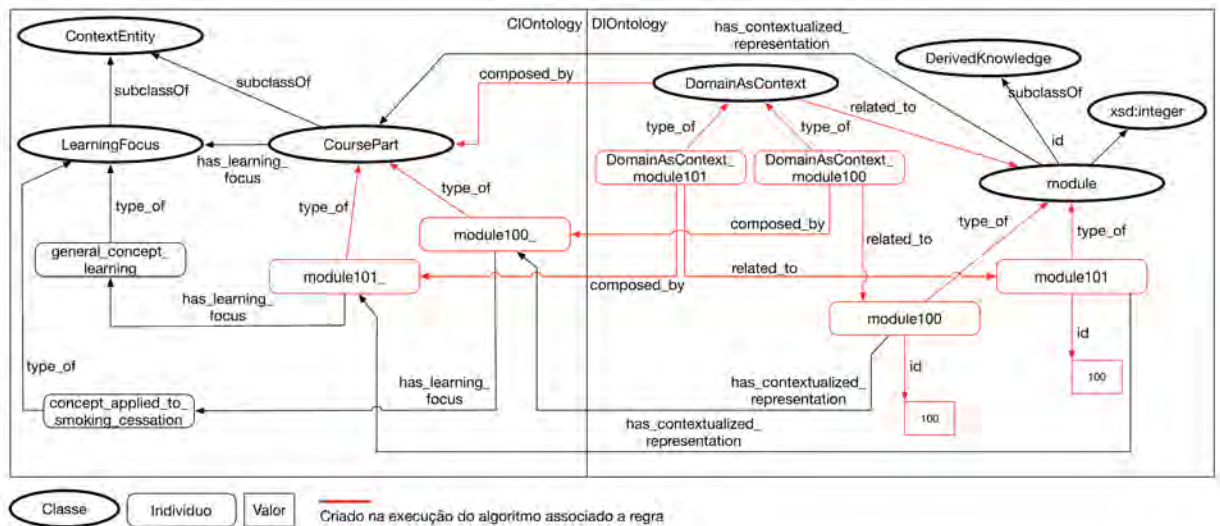 CIOntology
DIOntology
ContextEntity
has_contextualized_
representation
DerivedKnowledge
subclassOf
composed_by
DomainAsContext
subclassOf
subclassOf
related_to
xsd:integer
type_of
type_of
id
LearningFocus
CoursePart
has_learning_
focus
DomainAsContext_
module101
DomainAsContext_
module100
module
type_of
type_of
type_of
module100_
composed_by
related_to
type_of
type_of
general_concept_
learning
module101_
composed_by
related_to
module101
has_learning_
focus
module100
id
type_of
has_learning_
focus
has_contextualized_
representation
id
100
concept_applied_to_
smoking_cessation
100
has_contextualized_
representation
Classe
Indivíduo
Valor
Criado na execução do algoritmo associado a regra